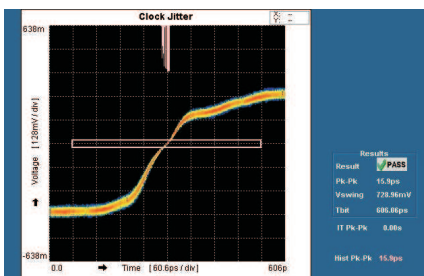 Clock Jitter
X: --
Y: --
638m
Voltage [128mV / div]
-638m
0.0
Time [60.6ps / div]
606p
Results
Result PASS
Pk-Pk 15.9ps
Vswing 728.96mV
Tbit 606.06ps
IT Pk-Pk 0.00s
Hist Pk-Pk 15.9ps